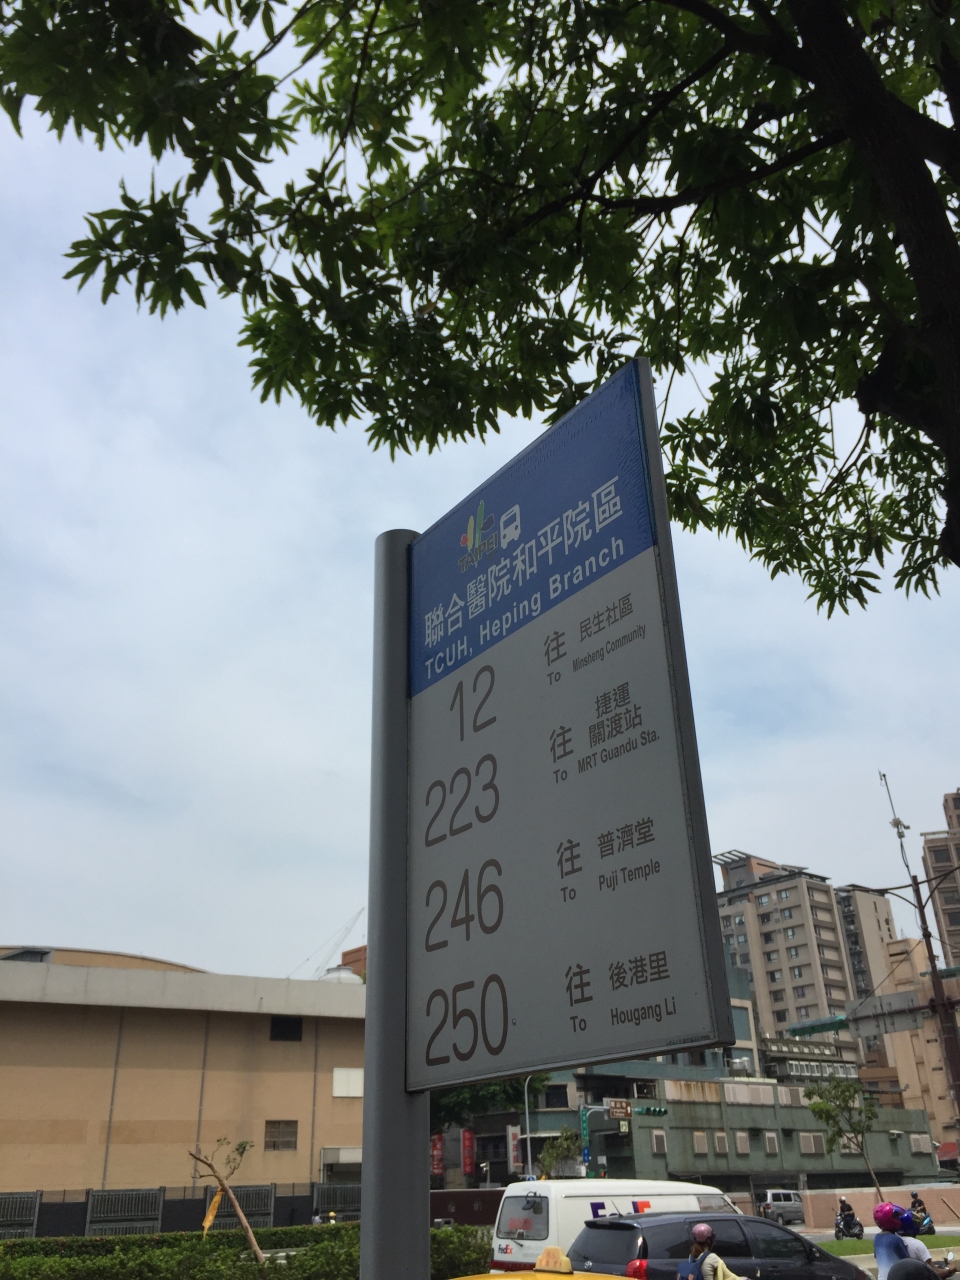 TAIPEI
聯合醫院和平院區
TCUH, Heping Branch
12
往 民生社區
To Minsheng Community
223
往 捷運
關渡站
To MRT Guandu Sta.
246
往 普濟堂
To Puji Temple
250
往 後港里
To Hougang Li
FedEx
FedEx